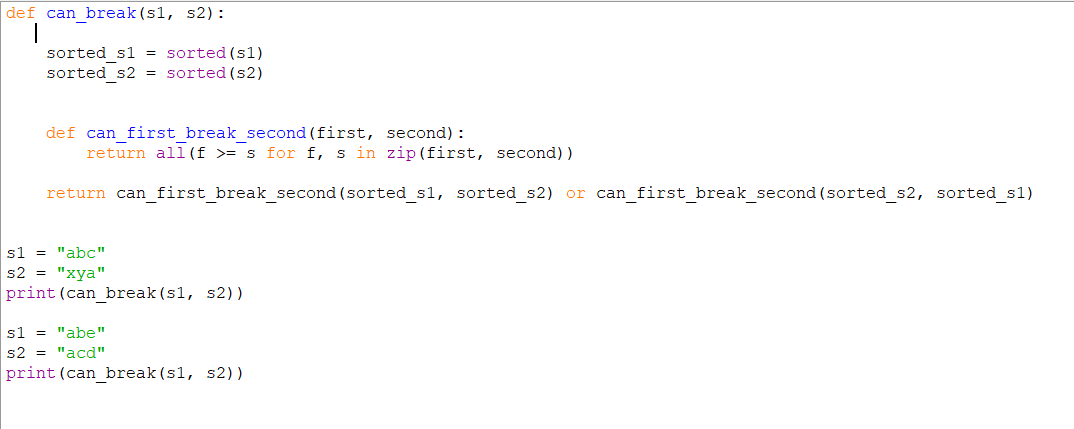 def can_break(s1, s2):
    sorted_s1 = sorted(s1)
    sorted_s2 = sorted(s2)
    def can_first_break_second(first, second):
        return all(f >= s for f, s in zip(first, second))
    return can_first_break_second(sorted_s1, sorted_s2) or can_first_break_second(sorted_s2, sorted_s1)
s1 = "abc"
s2 = "xya"
print(can_break(s1, s2))
s1 = "abe"
s2 = "acd"
print(can_break(s1, s2))